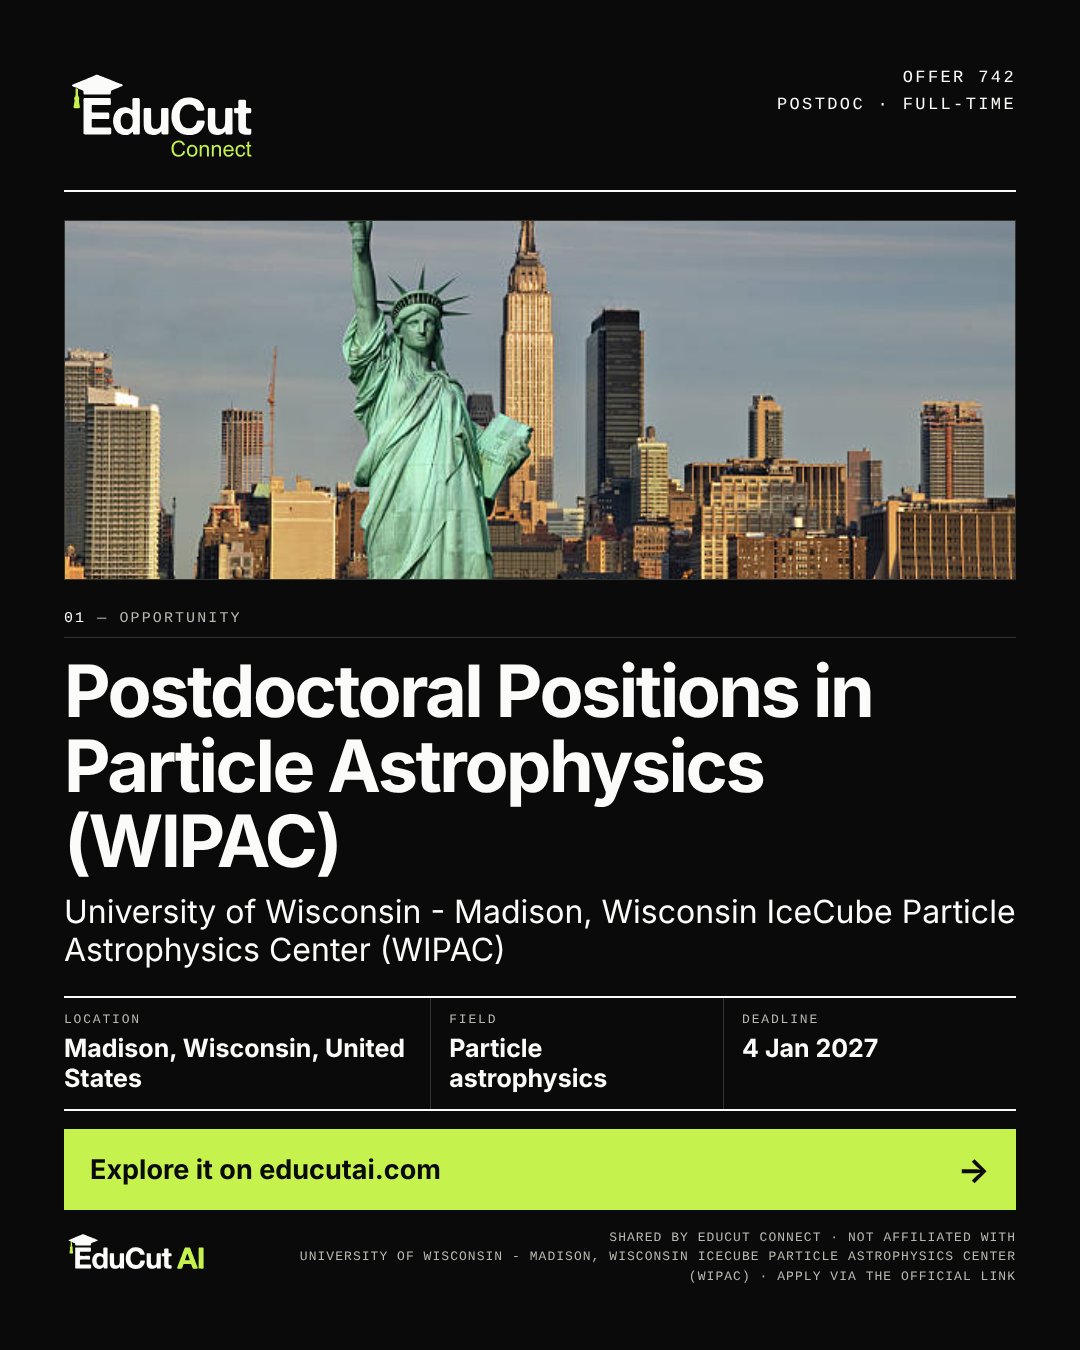 EduCut
Connect
OFFER 742
POSTDOC · FULL-TIME
01 — OPPORTUNITY
Postdoctoral Positions in
Particle Astrophysics
(WIPAC)
University of Wisconsin - Madison, Wisconsin IceCube Particle
Astrophysics Center (WIPAC)
LOCATION
Madison, Wisconsin, United
States
FIELD
Particle
astrophysics
DEADLINE
4 Jan 2027
Explore it on educutai.com →
EduCut AI
SHARED BY EDUCUT CONNECT · NOT AFFILIATED WITH
UNIVERSITY OF WISCONSIN - MADISON, WISCONSIN ICECUBE PARTICLE ASTROPHYSICS CENTER
(WIPAC) · APPLY VIA THE OFFICIAL LINK